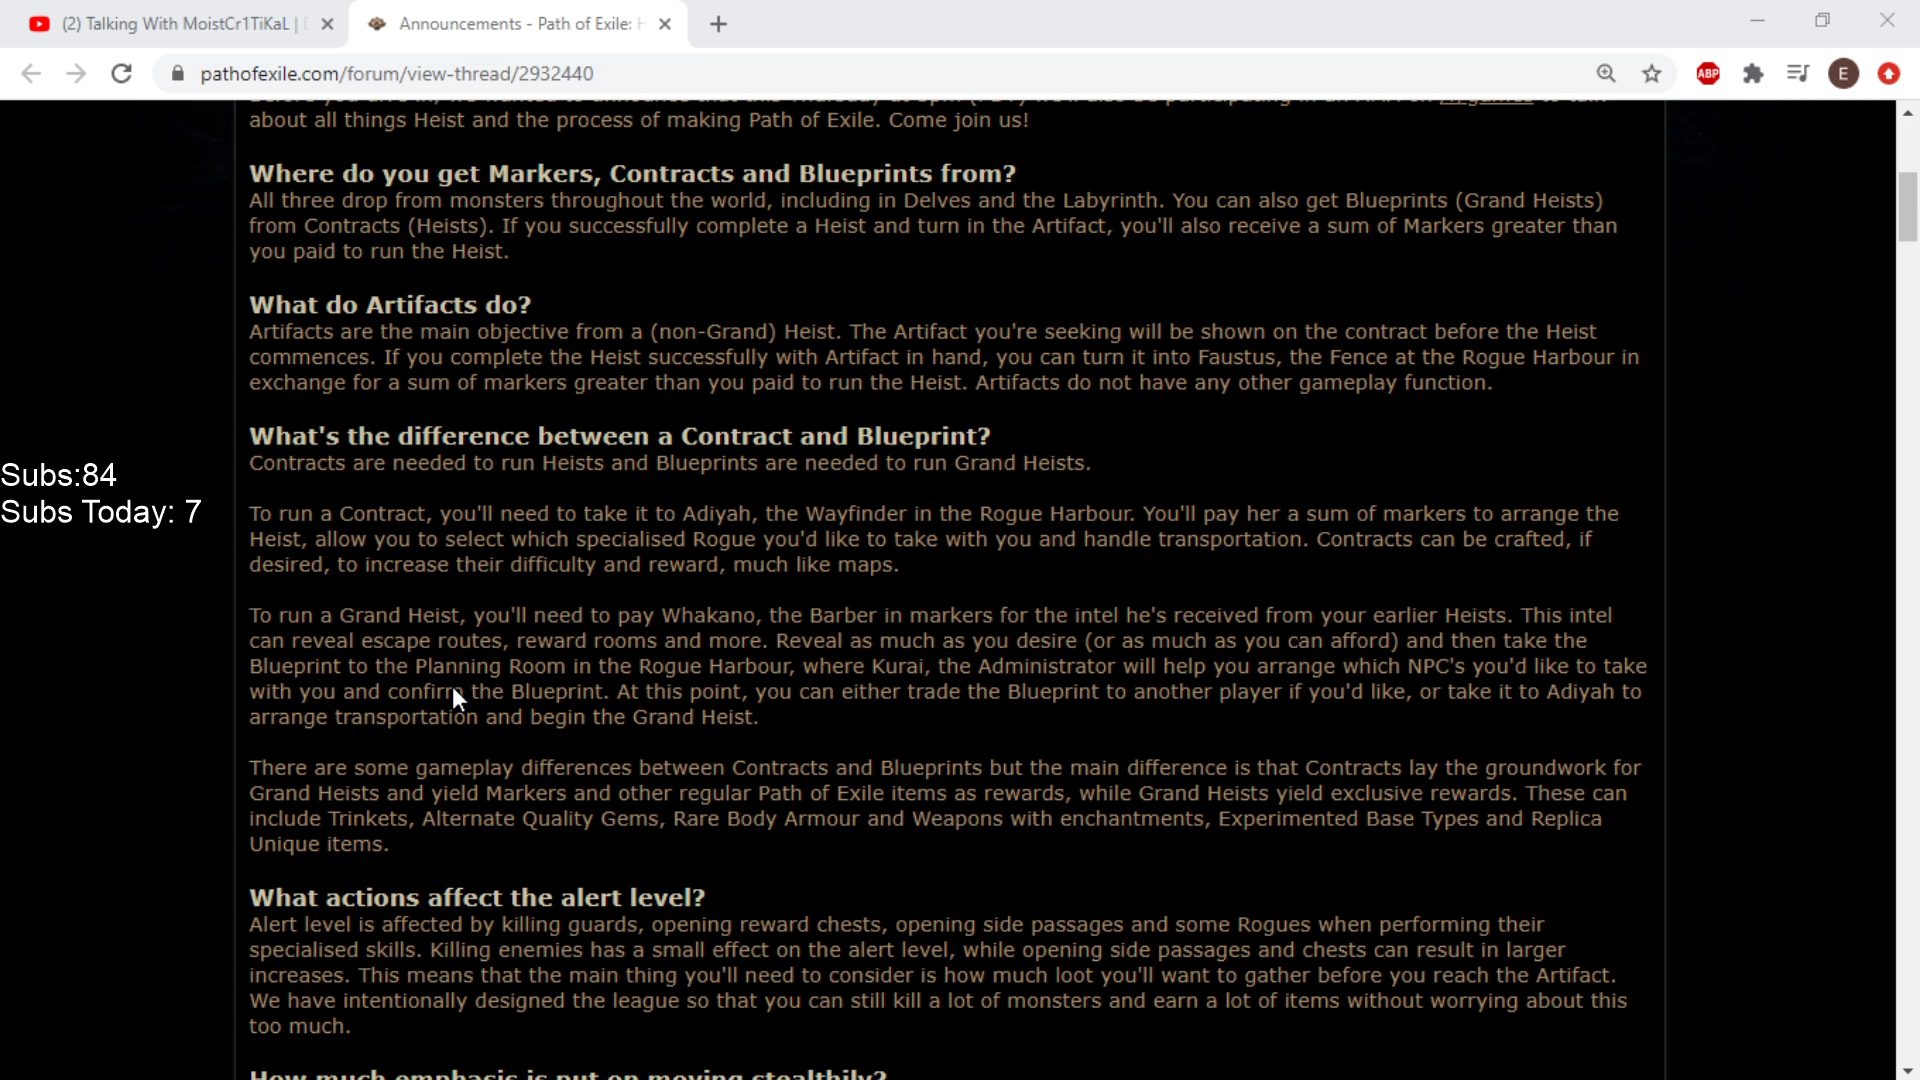 (2) Talking With MoistCr1TiKaL |
Announcements - Path of Exile:
pathofexile.com/forum/view-thread/2932440
ABP
E
about all things Heist and the process of making Path of Exile. Come join us!
Where do you get Markers, Contracts and Blueprints from?
All three drop from monsters throughout the world, including in Delves and the Labyrinth. You can also get Blueprints (Grand Heists)
from Contracts (Heists). If you successfully complete a Heist and turn in the Artifact, you'll also receive a sum of Markers greater than
you paid to run the Heist.
What do Artifacts do?
Artifacts are the main objective from a (non-Grand) Heist. The Artifact you're seeking will be shown on the contract before the Heist
commences. If you complete the Heist successfully with Artifact in hand, you can turn it into Faustus, the Fence at the Rogue Harbour in
exchange for a sum of markers greater than you paid to run the Heist. Artifacts do not have any other gameplay function.
What's the difference between a Contract and Blueprint?
Contracts are needed to run Heists and Blueprints are needed to run Grand Heists.
Subs:84
Subs Today: 7
To run a Contract, you'll need to take it to Adiyah, the Wayfinder in the Rogue Harbour. You'll pay her a sum of markers to arrange the
Heist, allow you to select which specialised Rogue you'd like to take with you and handle transportation. Contracts can be crafted, if
desired, to increase their difficulty and reward, much like maps.
To run a Grand Heist, you'll need to pay Whakano, the Barber in markers for the intel he's received from your earlier Heists. This intel
can reveal escape routes, reward rooms and more. Reveal as much as you desire (or as much as you can afford) and then take the
Blueprint to the Planning Room in the Rogue Harbour, where Kurai, the Administrator will help you arrange which NPC's you'd like to take
with you and confirm the Blueprint. At this point, you can either trade the Blueprint to another player if you'd like, or take it to Adiyah to
arrange transportation and begin the Grand Heist.
There are some gameplay differences between Contracts and Blueprints but the main difference is that Contracts lay the groundwork for
Grand Heists and yield Markers and other regular Path of Exile items as rewards, while Grand Heists yield exclusive rewards. These can
include Trinkets, Alternate Quality Gems, Rare Body Armour and Weapons with enchantments, Experimented Base Types and Replica
Unique items.
What actions affect the alert level?
Alert level is affected by killing guards, opening reward chests, opening side passages and some Rogues when performing their
specialised skills. Killing enemies has a small effect on the alert level, while opening side passages and chests can result in larger
increases. This means that the main thing you'll need to consider is how much loot you'll want to gather before you reach the Artifact.
We have intentionally designed the league so that you can still kill a lot of monsters and earn a lot of items without worrying about this
too much.
How much emphasis is put on moving stealthily?